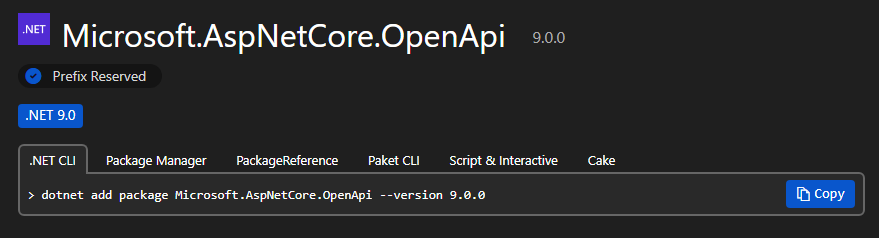 .NET
Microsoft.AspNetCore.OpenApi 9.0.0
Prefix Reserved
.NET 9.0
.NET CLI Package Manager PackageReference Paket CLI Script & Interactive Cake
> dotnet add package Microsoft.AspNetCore.OpenApi --version 9.0.0 Copy